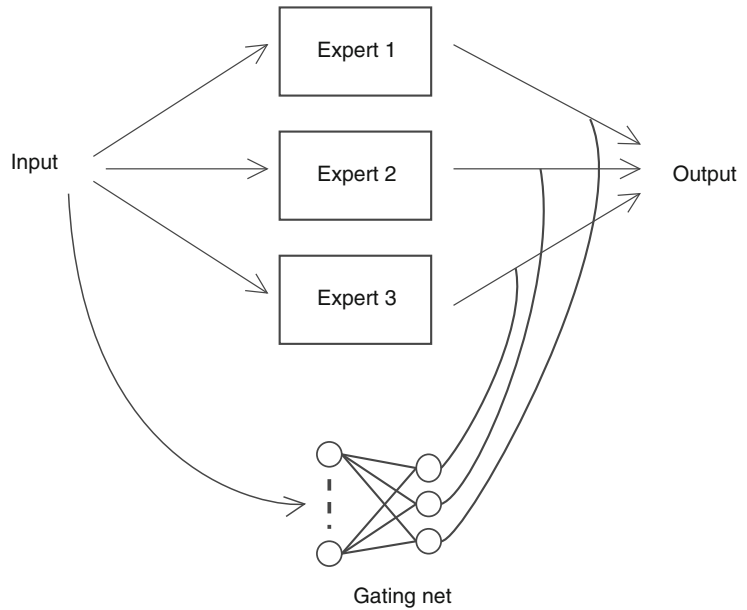 Expert 1
Input
Expert 2
Output
Expert 3
Gating net